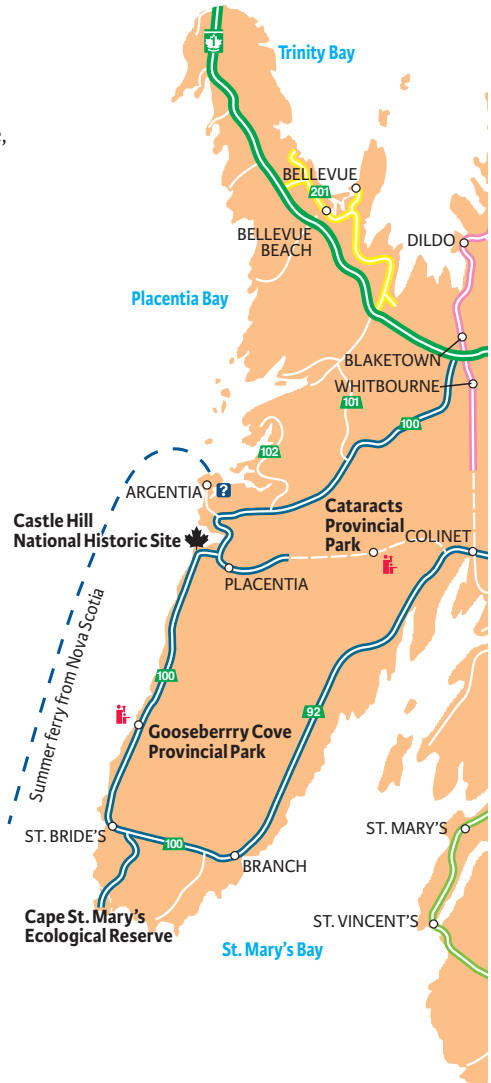 1
Trinity Bay
e,
BELLEVUE
201
BELLEVUE
BEACH
DILDO
Placentia Bay
BLAKETOWN
WHITBOURNE
101
100
102
ARGENTIA
?
Cataracts
Provincial
Park
Castle Hill
National Historic Site
COLINET
PLACENTIA
Summer ferry from Nova Scotia
100
92
Gooseberrry Cove
Provincial Park
ST. BRIDE'S
100
ST. MARY'S
BRANCH
Cape St. Mary's
Ecological Reserve
ST. VINCENT'S
St. Mary's Bay